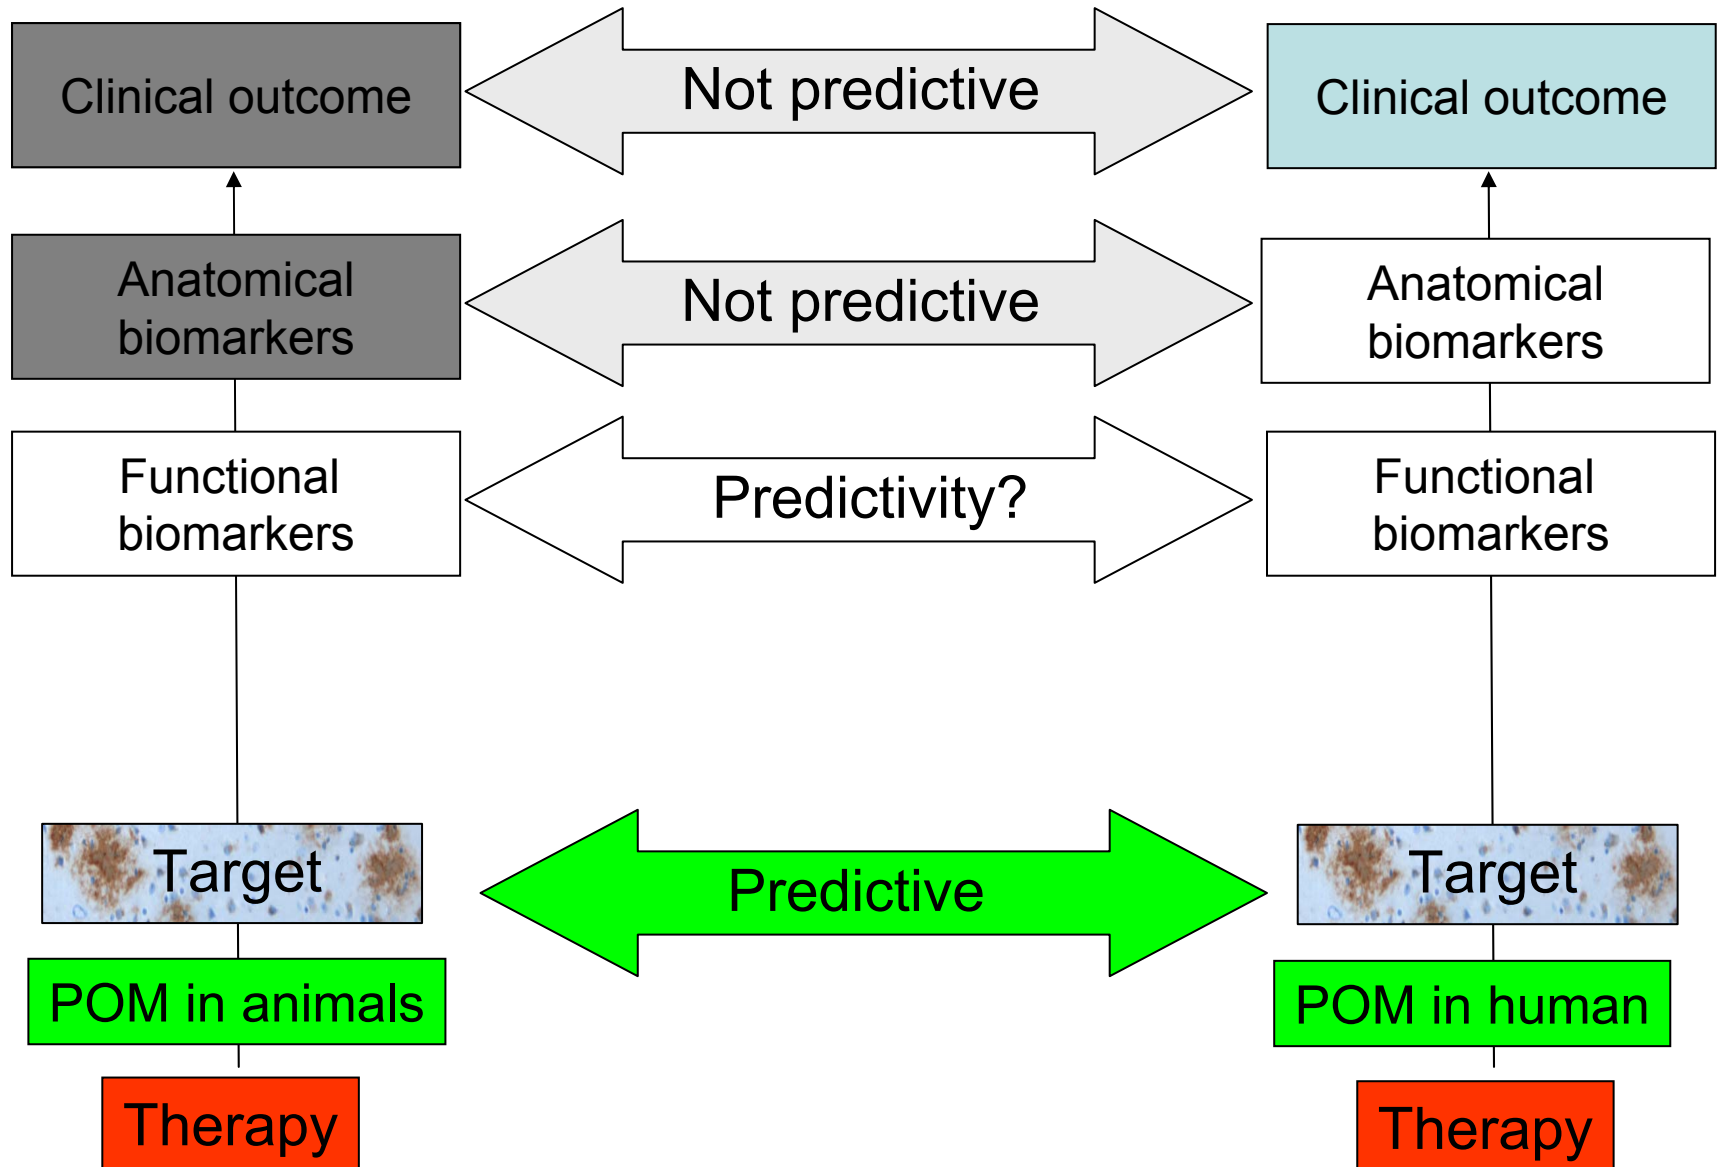 Clinical outcome
Not predictive
Clinical outcome
Anatomical
biomarkers
Not predictive
Anatomical
biomarkers
Functional
biomarkers
Predictivity?
Functional
biomarkers
Target
Predictive
Target
POM in animals
POM in human
Therapy
Therapy